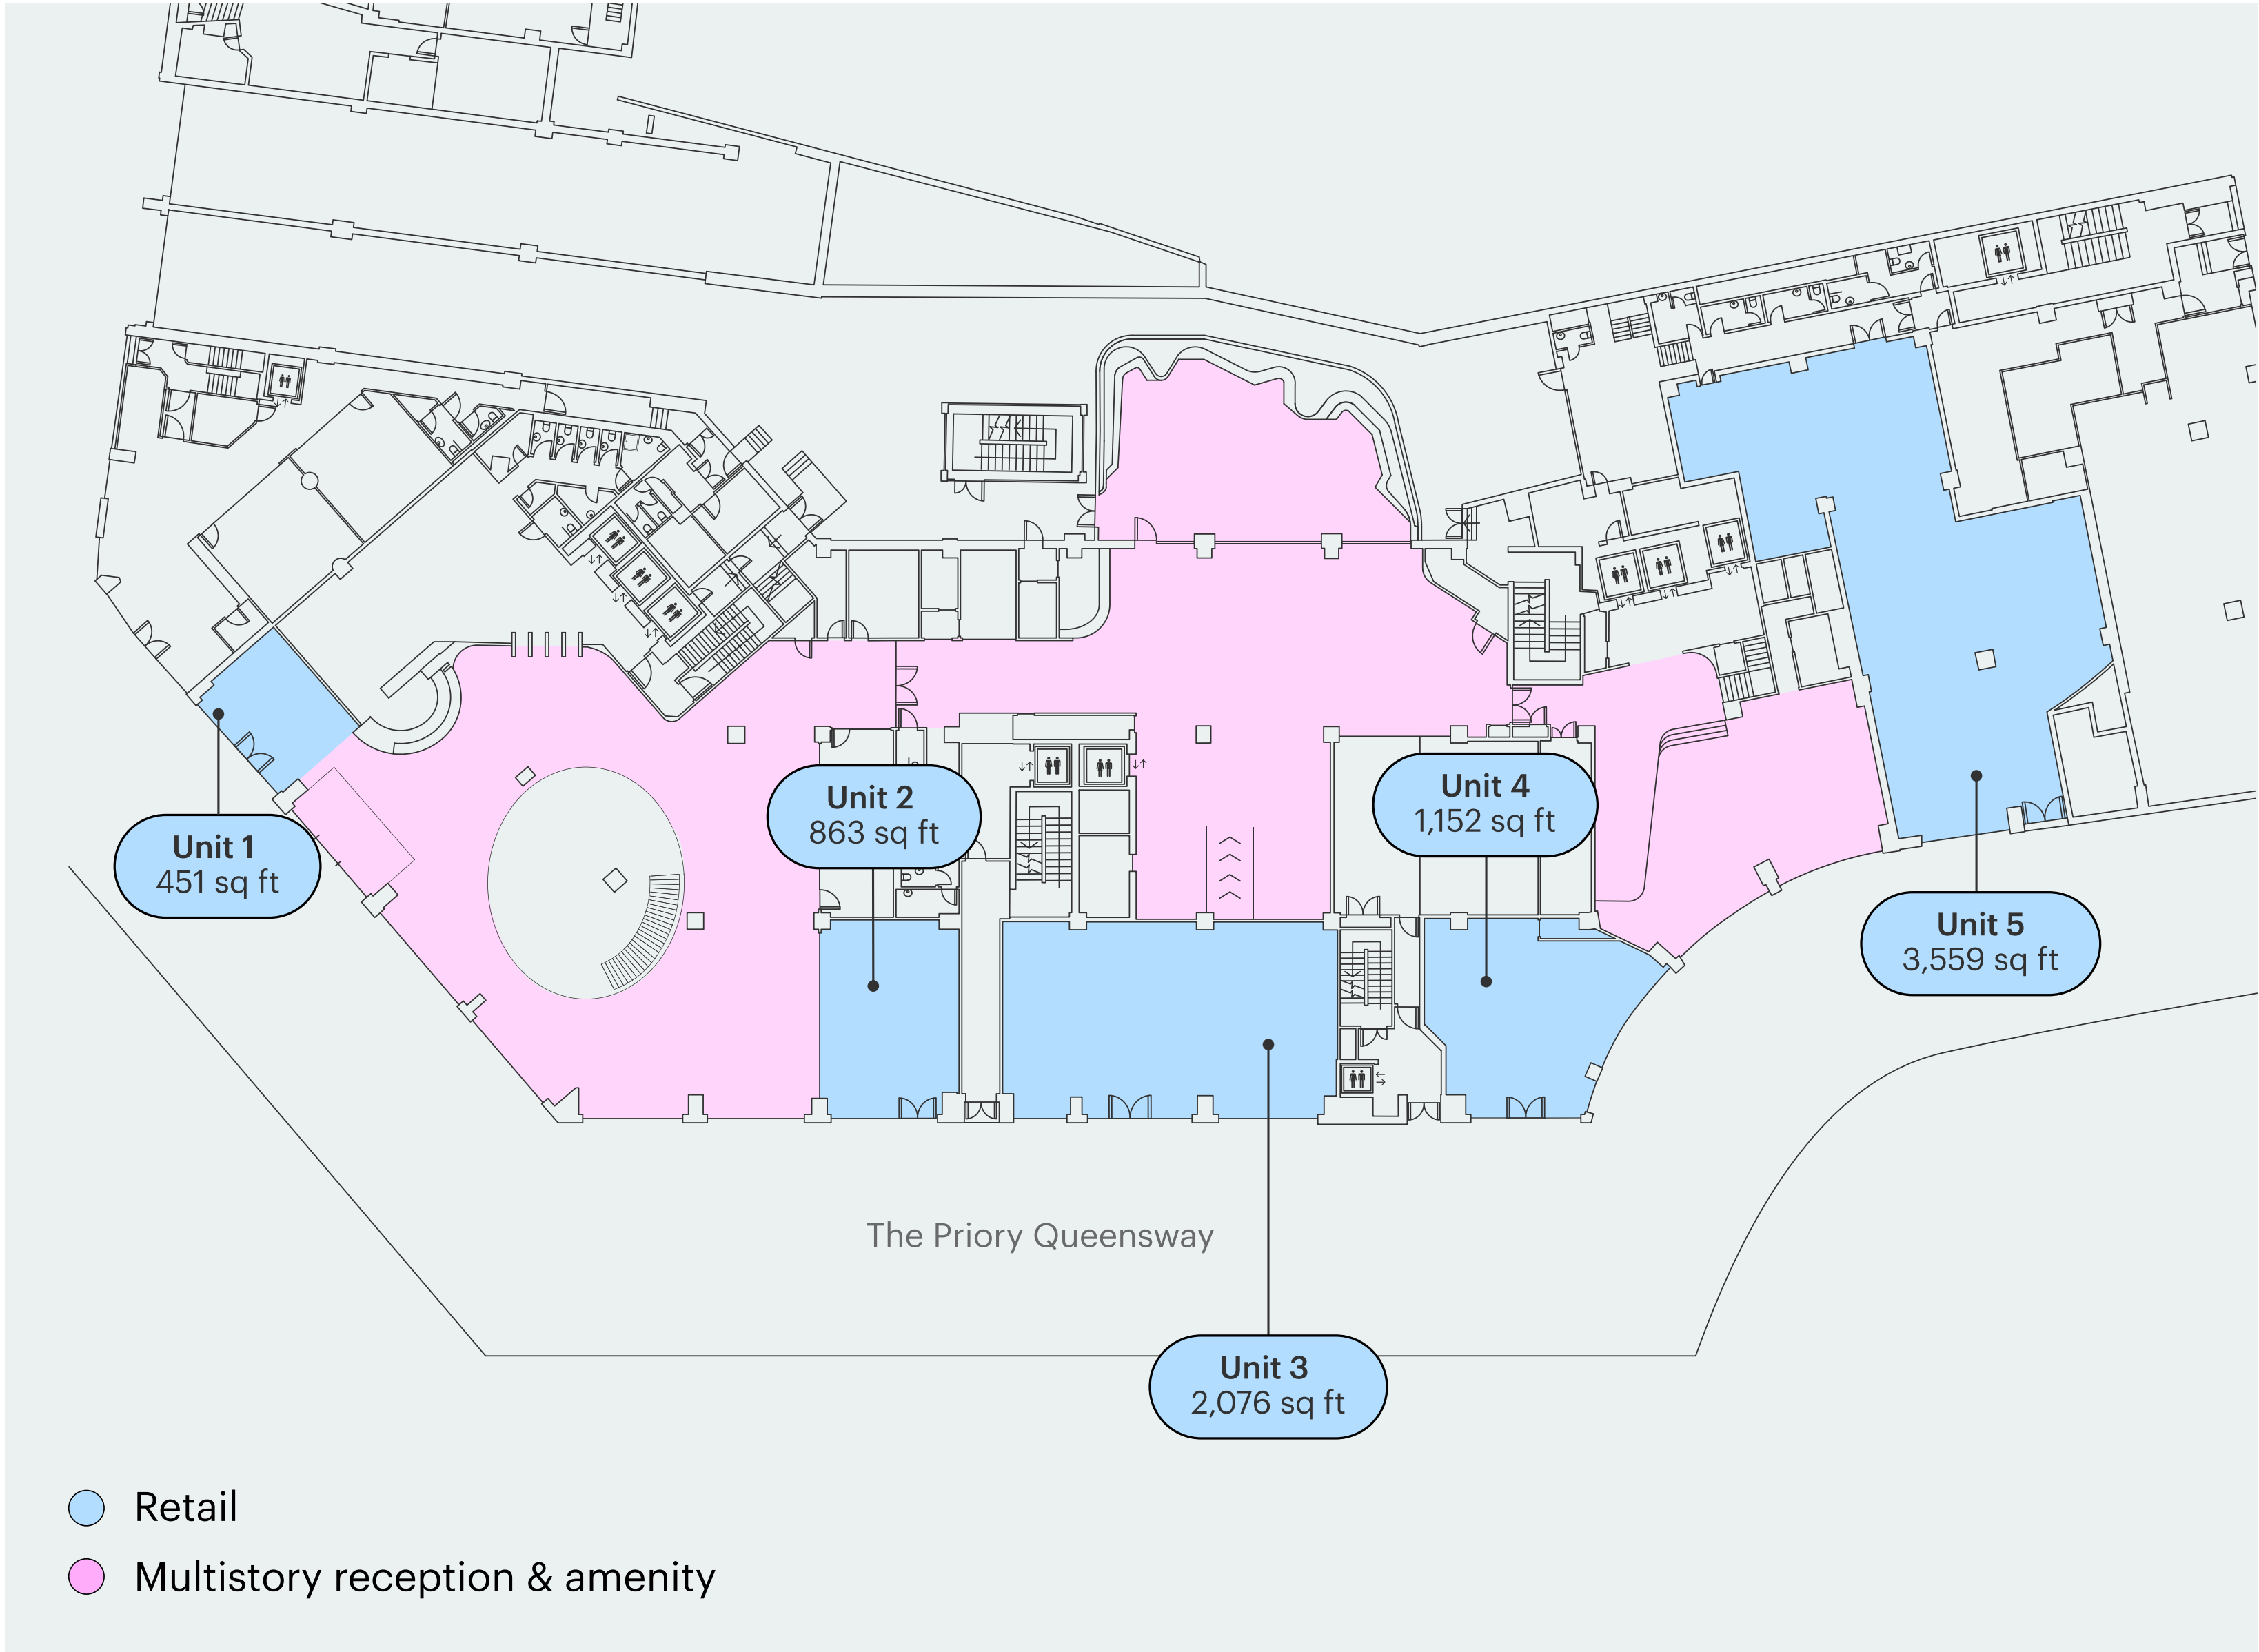 Unit 1
451 sq ft
Unit 2
863 sq ft
Unit 4
1,152 sq ft
Unit 5
3,559 sq ft
The Priory Queensway
Unit 3
2,076 sq ft
Retail
Multistory reception & amenity